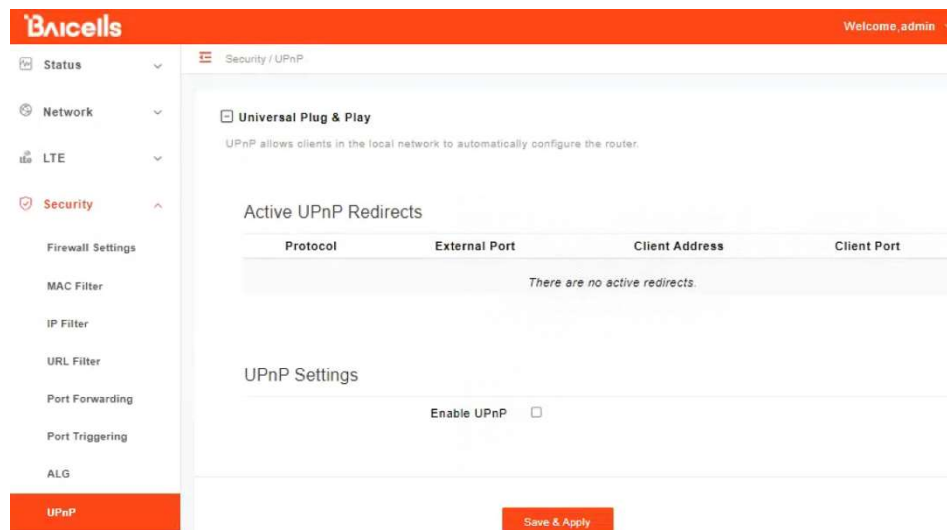 Baicells
Welcome,admin
Status
Network
LTE
Security
Firewall Settings
MAC Filter
IP Filter
URL Filter
Port Forwarding
Port Triggering
ALG
UPnP
Security / UPnP
Universal Plug & Play
UPnP allows clients in the local network to automatically configure the router.
Active UPnP Redirects
Protocol External Port Client Address Client Port
There are no active redirects.
UPnP Settings
Enable UPnP
Save & Apply